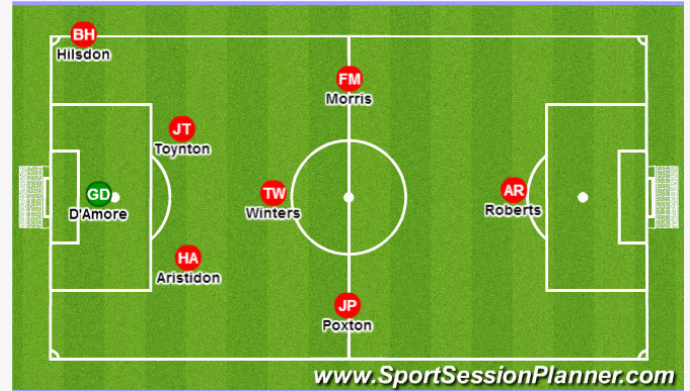 BH
Hilsdon
FM
Morris
JT
Toynton
GD
D'Amore
TW
Winters
AR
Roberts
HA
Aristidon
JP
Poxton
www.SportSessionPlanner.com